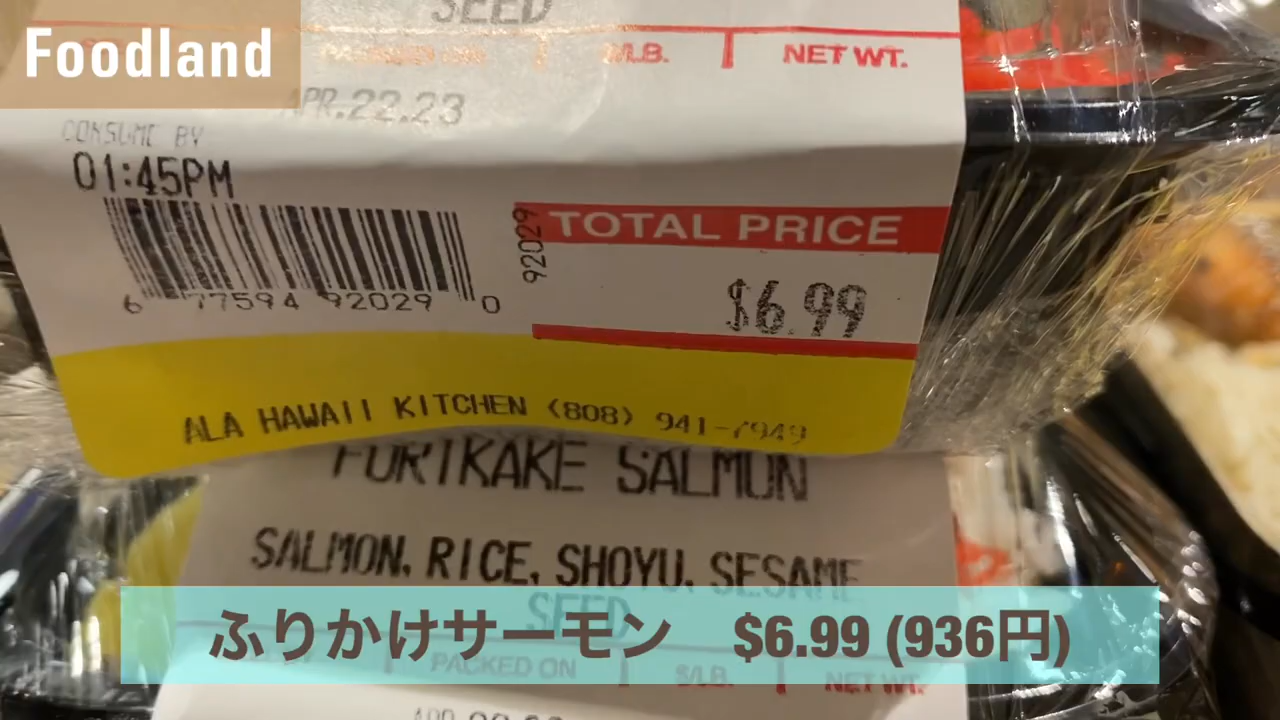 Foodland
SEED
$/LB.
NET WT.
APR.22.23
CONSUME BY
01:45PM
6 77594 92029 0
92029
TOTAL PRICE
$6.99
ALA HAWAII KITCHEN (808) 941-7949
FURIKAKE SALMON
SALMON, RICE, SHOYU, SESAME
SEED
ふりかけサーモン $6.99 (936円)
PACKED ON
$/LB.
NET WT.